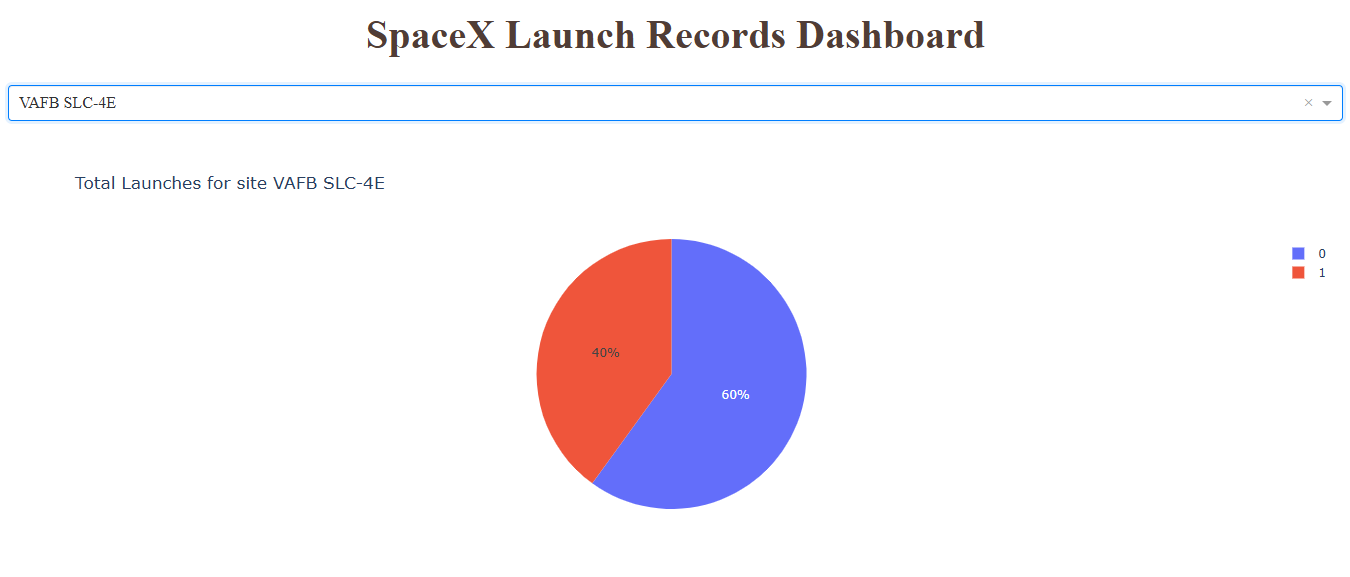 SpaceX Launch Records Dashboard
VAFB SLC-4E
×
Total Launches for site VAFB SLC-4E
0
1
40%
60%